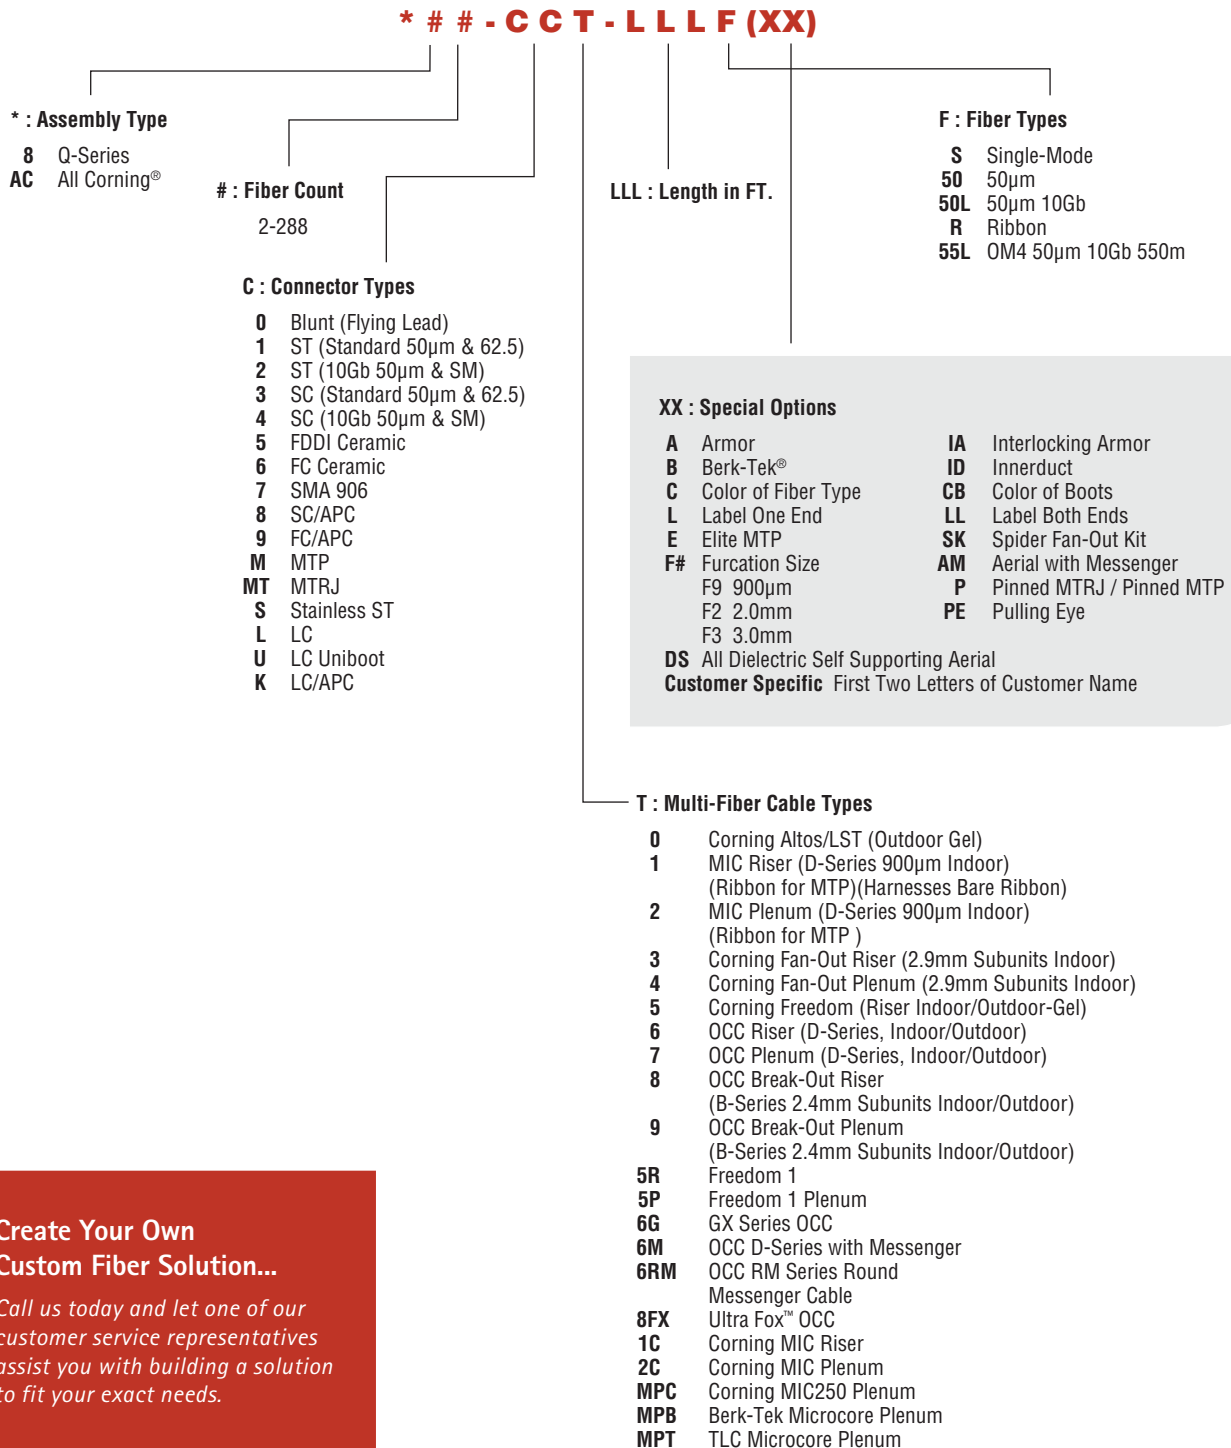 * # # - C C T - L L L F (XX)
* : Assembly Type
8 Q-Series
AC All Corning®
# : Fiber Count
2-288
C : Connector Types
0 Blunt (Flying Lead)
1 ST (Standard 50µm & 62.5)
2 ST (10Gb 50µm & SM)
3 SC (Standard 50µm & 62.5)
4 SC (10Gb 50µm & SM)
5 FDDI Ceramic
6 FC Ceramic
7 SMA 906
8 SC/APC
9 FC/APC
M MTP
MT MTRJ
S Stainless ST
L LC
U LC Uniboot
K LC/APC
LLL : Length in FT.
F : Fiber Types
S Single-Mode
50 50µm
50L 50µm 10Gb
R Ribbon
55L OM4 50µm 10Gb 550m
XX : Special Options
A Armor
B Berk-Tek®
C Color of Fiber Type
L Label One End
E Elite MTP
F# Furcation Size
F9 900µm
F2 2.0mm
F3 3.0mm
IA Interlocking Armor
ID Innerduct
CB Color of Boots
LL Label Both Ends
SK Spider Fan-Out Kit
AM Aerial with Messenger
P Pinned MTRJ / Pinned MTP
PE Pulling Eye
DS All Dielectric Self Supporting Aerial
Customer Specific First Two Letters of Customer Name
T : Multi-Fiber Cable Types
0 Corning Altos/LST (Outdoor Gel)
1 MIC Riser (D-Series 900µm Indoor)
(Ribbon for MTP)(Harnesses Bare Ribbon)
2 MIC Plenum (D-Series 900µm Indoor)
(Ribbon for MTP )
3 Corning Fan-Out Riser (2.9mm Subunits Indoor)
4 Corning Fan-Out Plenum (2.9mm Subunits Indoor)
5 Corning Freedom (Riser Indoor/Outdoor-Gel)
6 OCC Riser (D-Series, Indoor/Outdoor)
7 OCC Plenum (D-Series, Indoor/Outdoor)
8 OCC Break-Out Riser
(B-Series 2.4mm Subunits Indoor/Outdoor)
9 OCC Break-Out Plenum
(B-Series 2.4mm Subunits Indoor/Outdoor)
5R Freedom 1
5P Freedom 1 Plenum
6G GX Series OCC
6M OCC D-Series with Messenger
6RM OCC RM Series Round
Messenger Cable
8FX Ultra Fox™ OCC
1C Corning MIC Riser
2C Corning MIC Plenum
MPC Corning MIC250 Plenum
MPB Berk-Tek Microcore Plenum
MPT TLC Microcore Plenum
Create Your Own
Custom Fiber Solution...
Call us today and let one of our
customer service representatives
assist you with building a solution
to fit your exact needs.